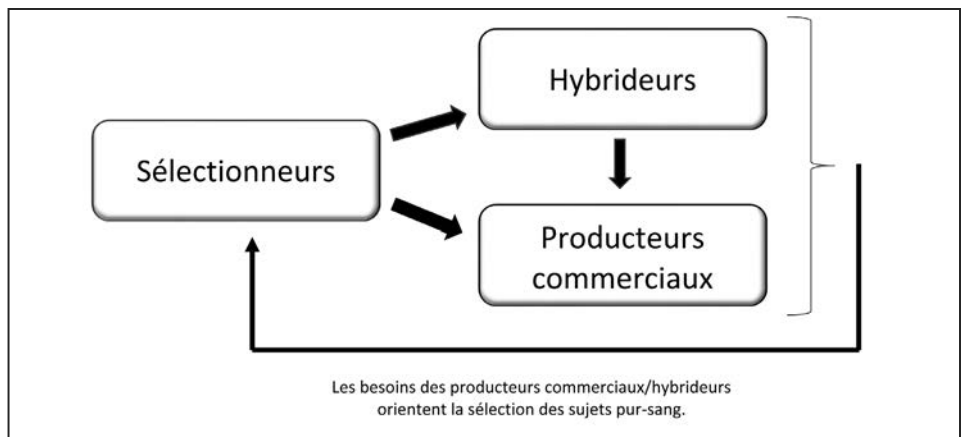 Hybrideurs
Sélectionneurs
Producteurs
commerciaux
Les besoins des producteurs commerciaux/hybrideurs
orientent la sélection des sujets pur-sang.